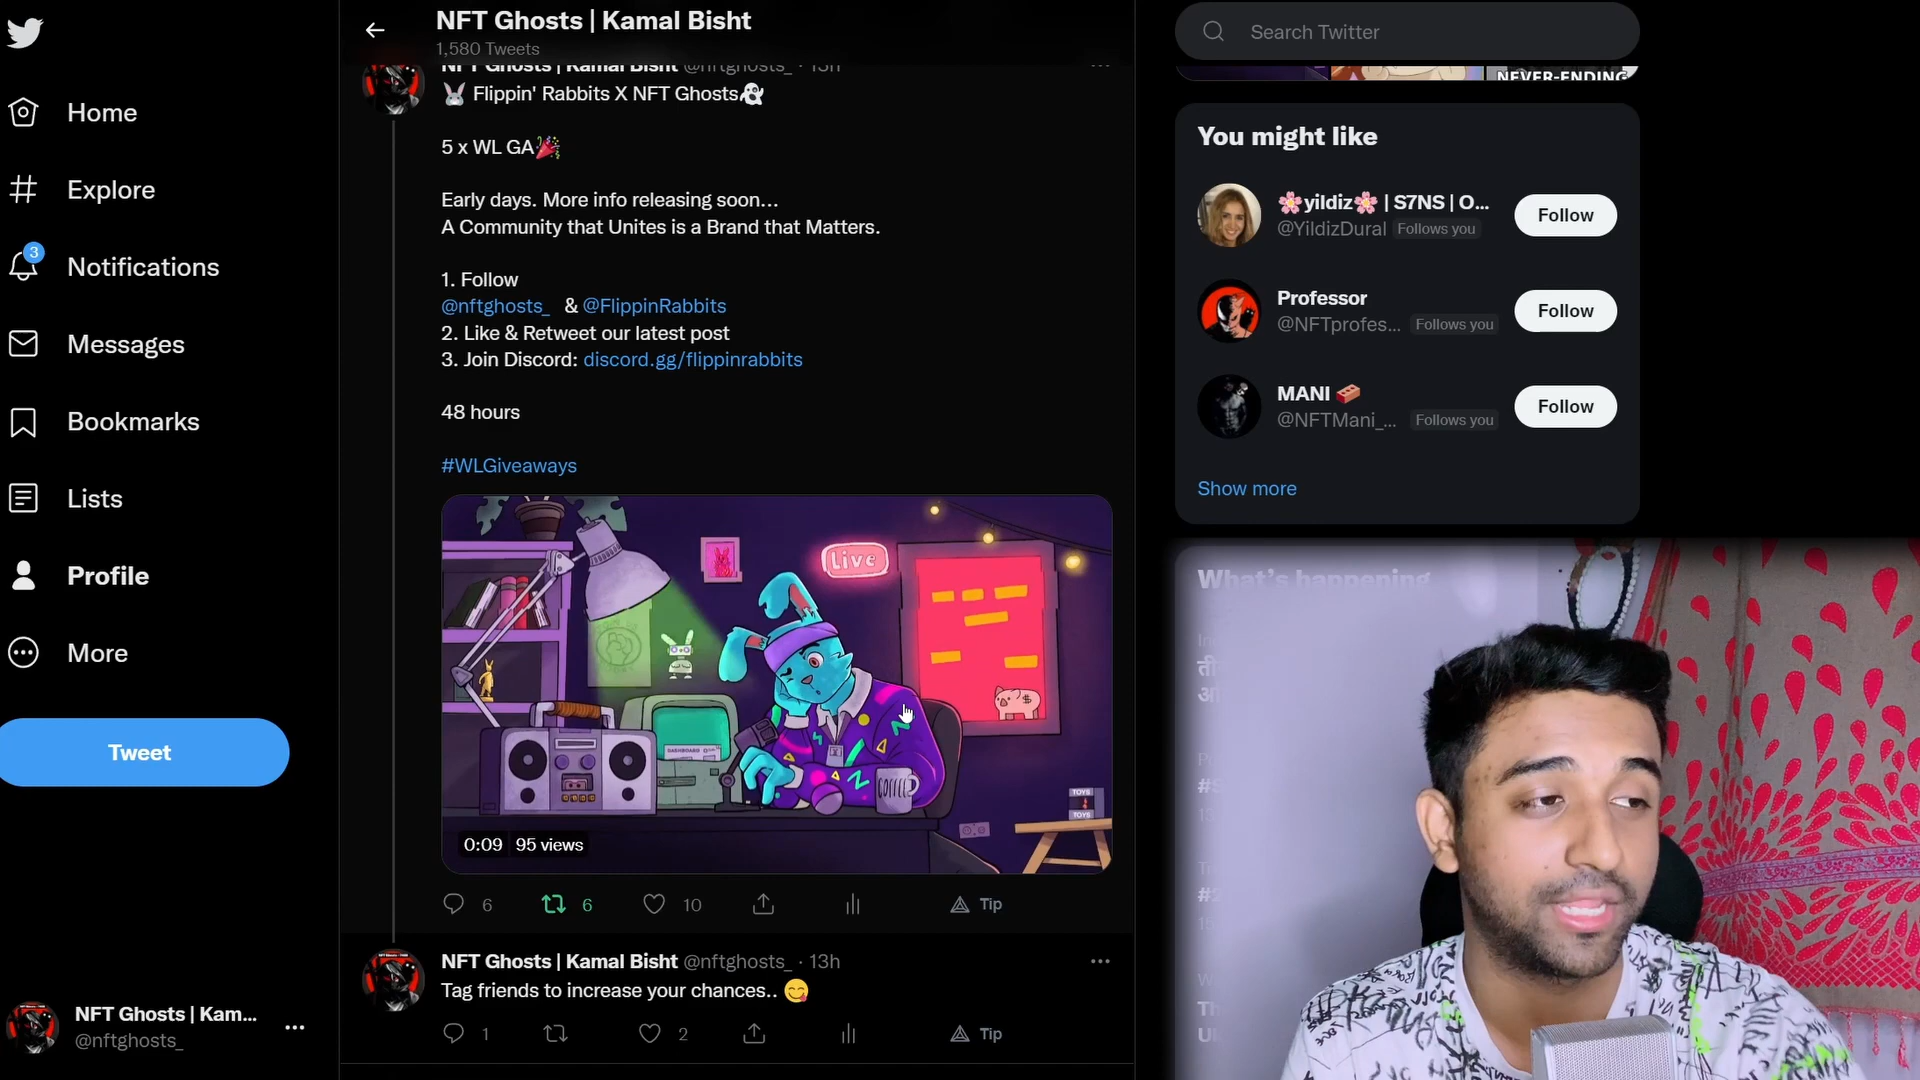 Home
Explore
3
Notifications
Messages
Bookmarks
Lists
Profile
More
Tweet
NFT Ghosts | Kam...
@nftghosts_
NFT Ghosts | Kamal Bisht
1,580 Tweets
NFT Ghosts | Kamal Bisht @nftghosts_ · 13h
🐰 Flippin' Rabbits X NFT Ghosts👻
5 x WL GA🎉
Early days. More info releasing soon...
A Community that Unites is a Brand that Matters.
1. Follow
@nftghosts_ & @FlippinRabbits
2. Like & Retweet our latest post
3. Join Discord: discord.gg/flippinrabbits
48 hours
#WLGiveaways
Live
DASHBOARD
COFFEE
TOYS
TOYS
0:09 95 views
6 6 10 Tip
NFT Ghosts | Kamal Bisht @nftghosts_ · 13h
Tag friends to increase your chances.. 😋
1 2 Tip
Search Twitter
NEVER-ENDING
You might like
🌸yildiz🌸 | S7NS | O...
@YildizDural Follows you
Follow
Professor
@NFTprofes... Follows you
Follow
MANI 🧱
@NFTMani_... Follows you
Follow
Show more
What's happening